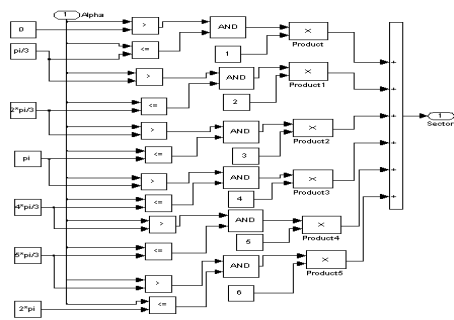 1 Alpha
0 > AND × Product
pi/3 <= 1
> AND × Product1
2*pi/3 <= 2
> AND × Product2
pi <= 3
> AND × Product3
4*pi/3 <= 4
> AND × Product4
5*pi/3 <= 5
> AND × Product5
2*pi <= 6
+
+
+
+
+
+
1
Sector